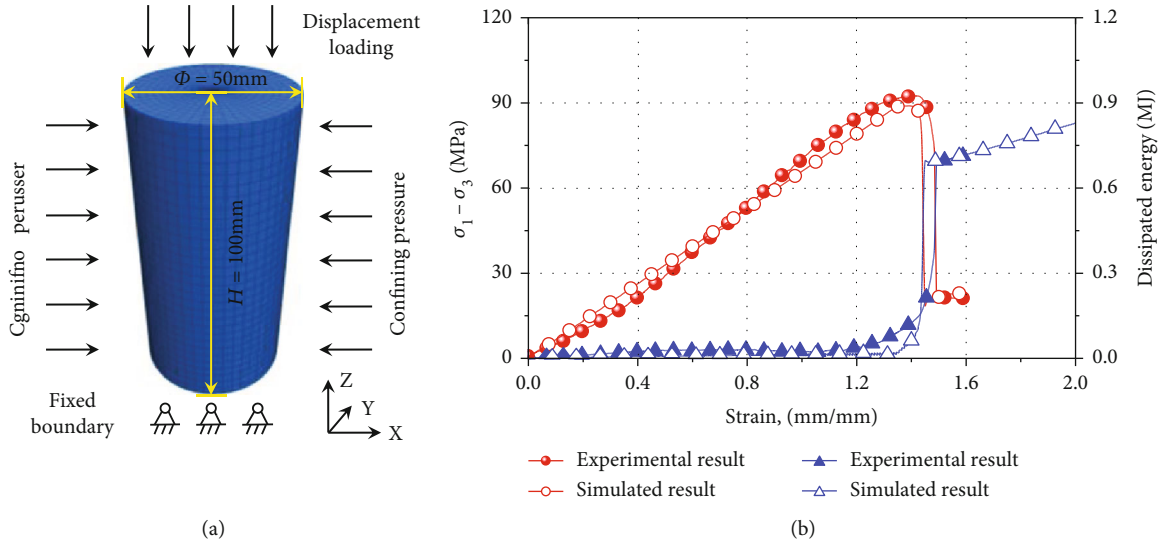 Displacement
loading
Φ = 50mm
H = 100mm
Cgninifno perusser
Confining pressure
Fixed
boundary
Z
Y
X
(a)
120
90
60
30
0
σ1 – σ3 (MPa)
1.2
0.9
0.6
0.3
0.0
Dissipated energy (MJ)
0.0 0.4 0.8 1.2 1.6 2.0
Strain, (mm/mm)
Experimental result
Simulated result
Experimental result
Simulated result
(b)